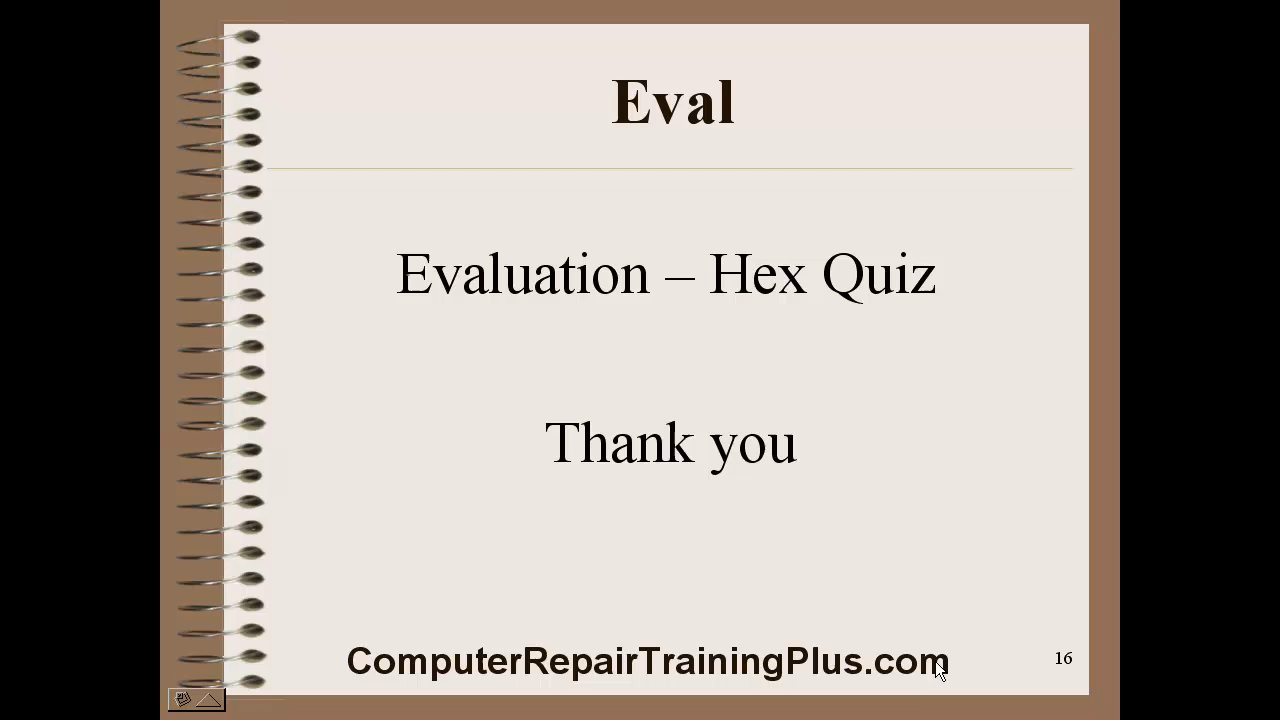 Eval
Evaluation – Hex Quiz
Thank you
ComputerRepairTrainingPlus.com
16